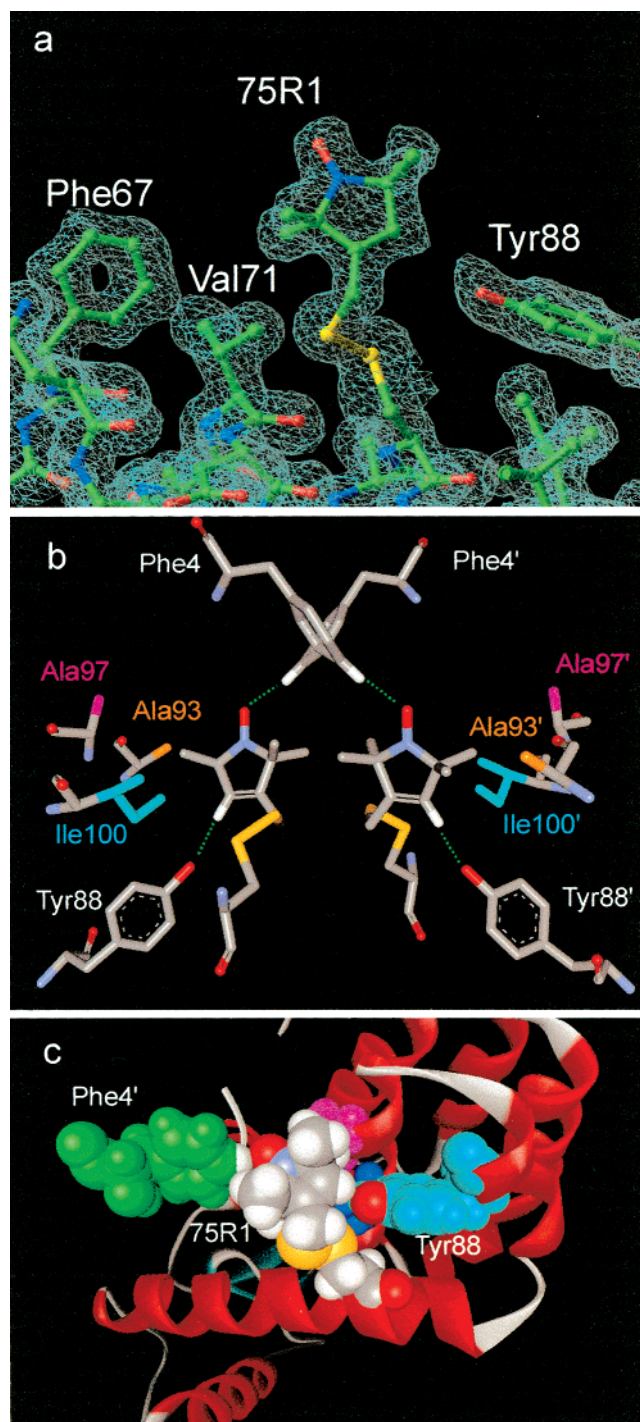 a
75R1
Phe67
Val71
Tyr88
b
Phe4
Phe4'
Ala97
Ala97'
Ala93
Ala93'
Ile100
Ile100'
Tyr88
Tyr88'
c
Phe4'
75R1
Tyr88